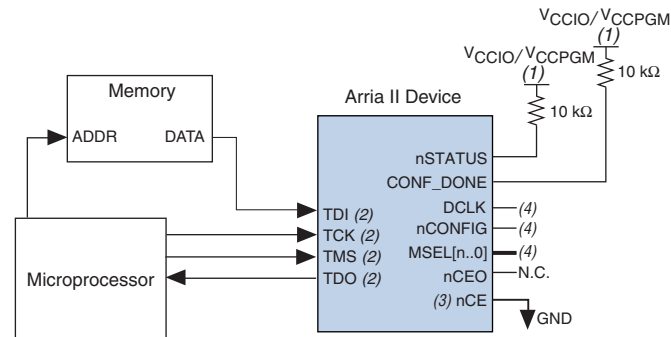 VCCIO/VCCPGM
(1)
10 kΩ
VCCIO/VCCPGM
(1)
10 kΩ
Memory
ADDR DATA
Arria II Device
nSTATUS
CONF_DONE
DCLK (4)
nCONFIG (4)
MSEL[n..0] (4)
nCEO N.C.
(3) nCE
GND
TDI (2)
TCK (2)
TMS (2)
TDO (2)
Microprocessor